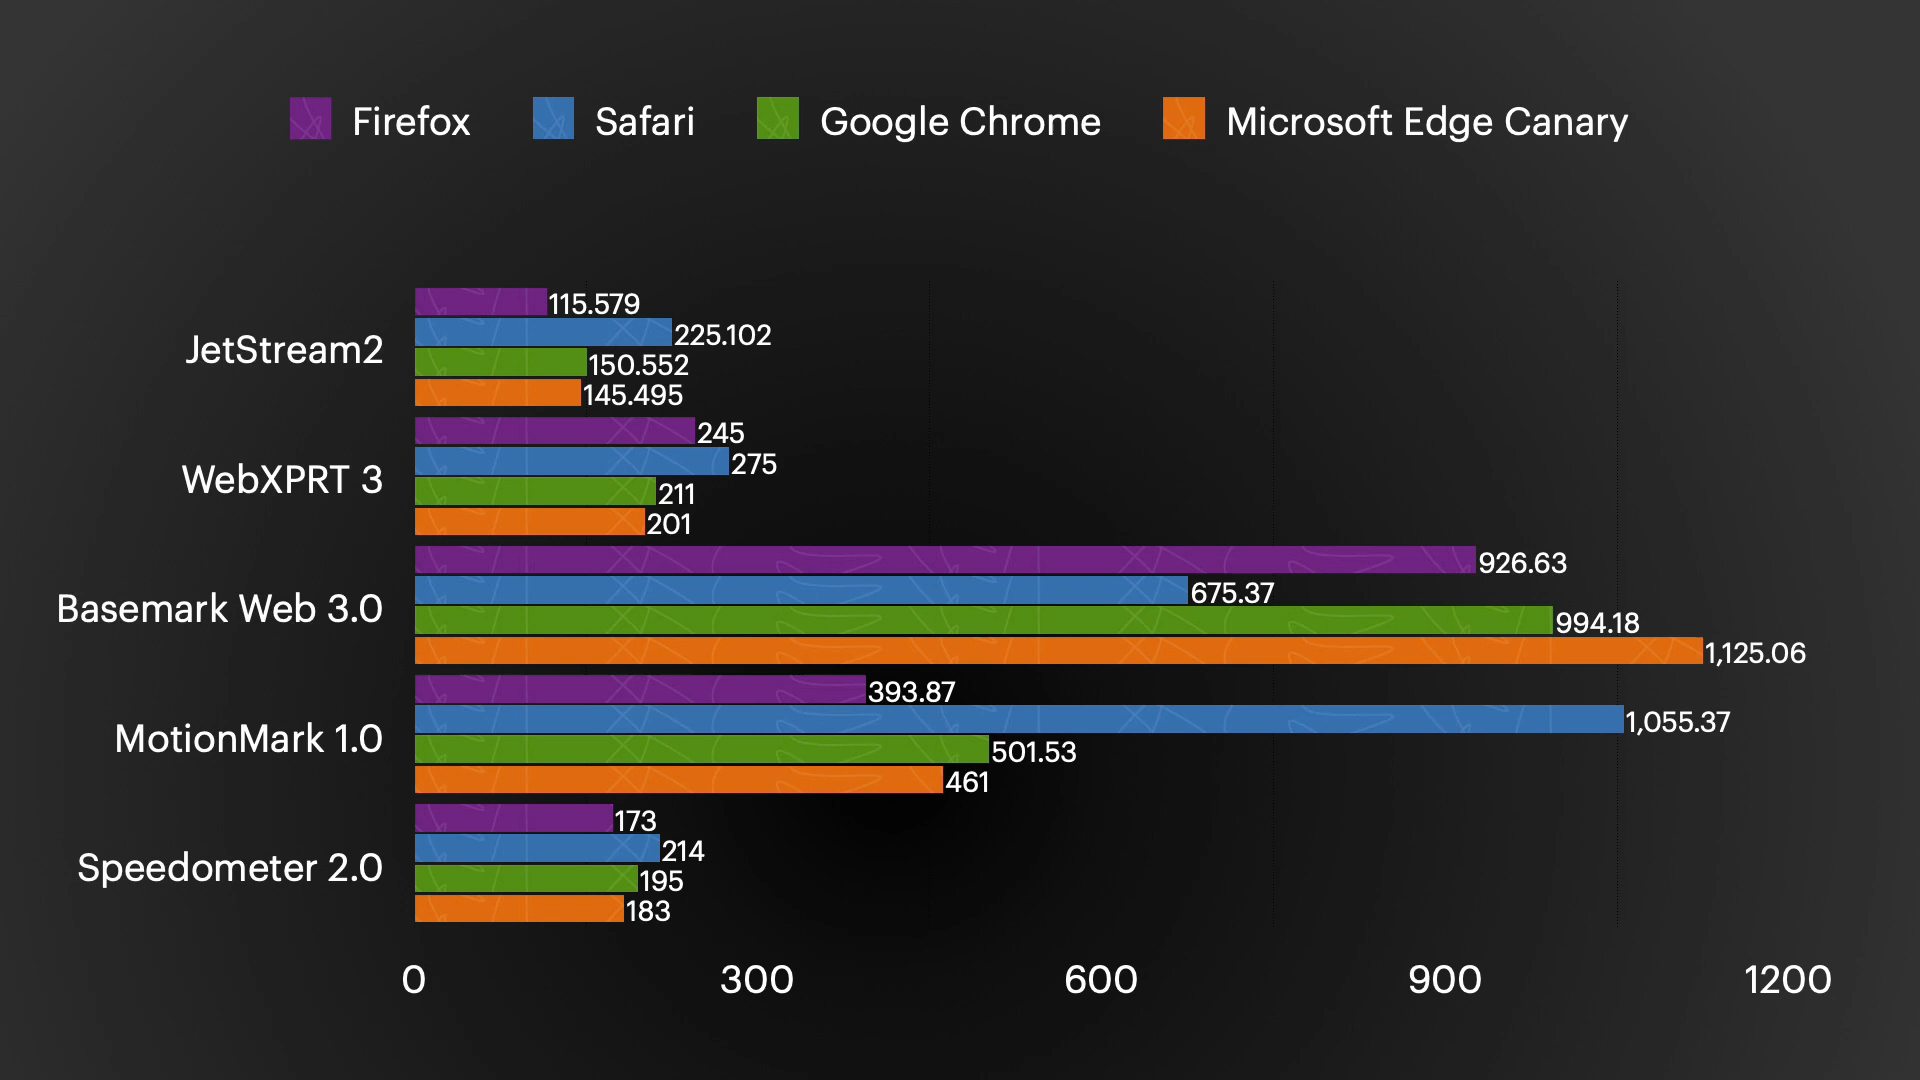 Firefox Safari Google Chrome Microsoft Edge Canary
JetStream2
115.579
225.102
150.552
145.495
WebXPRT 3
245
275
211
201
Basemark Web 3.0
926.63
675.37
994.18
1,125.06
MotionMark 1.0
393.87
1,055.37
501.53
461
Speedometer 2.0
173
214
195
183
0 300 600 900 1200